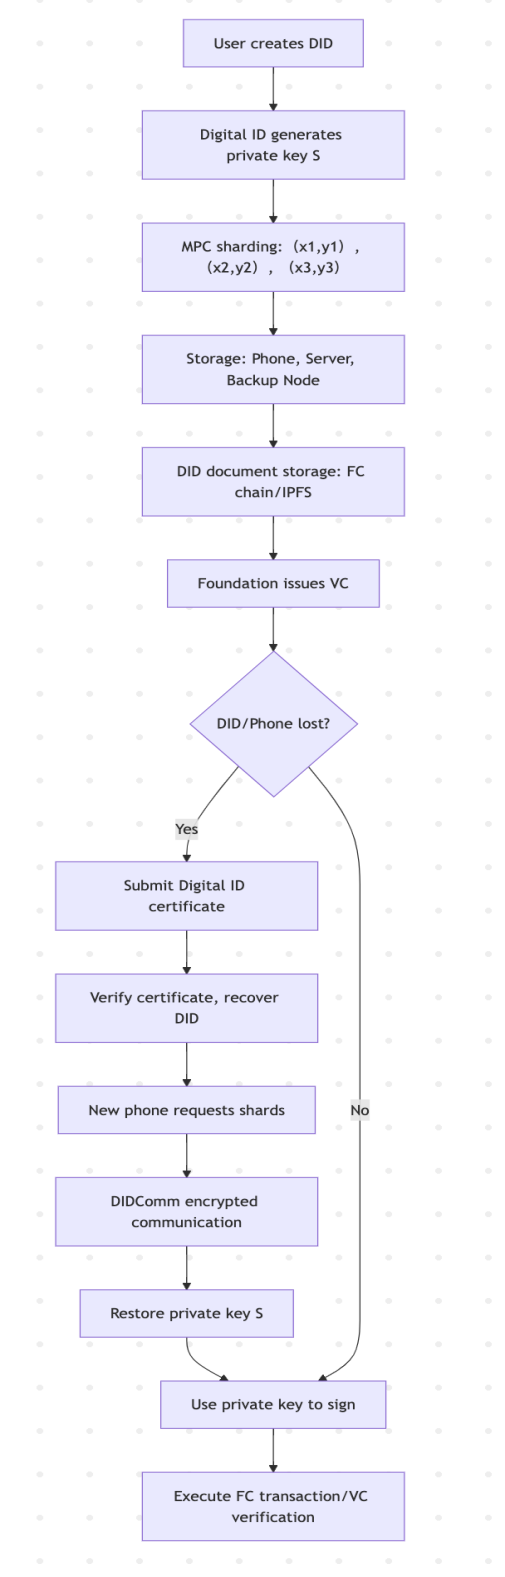 User creates DID
Digital ID generates
private key S
MPC sharding:（x1,y1）,
（x2,y2）, （x3,y3）
Storage: Phone, Server,
Backup Node
DID document storage: FC
chain/IPFS
Foundation issues VC
DID/Phone lost?
Yes
Submit Digital ID
certificate
Verify certificate, recover
DID
New phone requests shards
No
DIDComm encrypted
communication
Restore private key S
Use private key to sign
Execute FC transaction/VC
verification